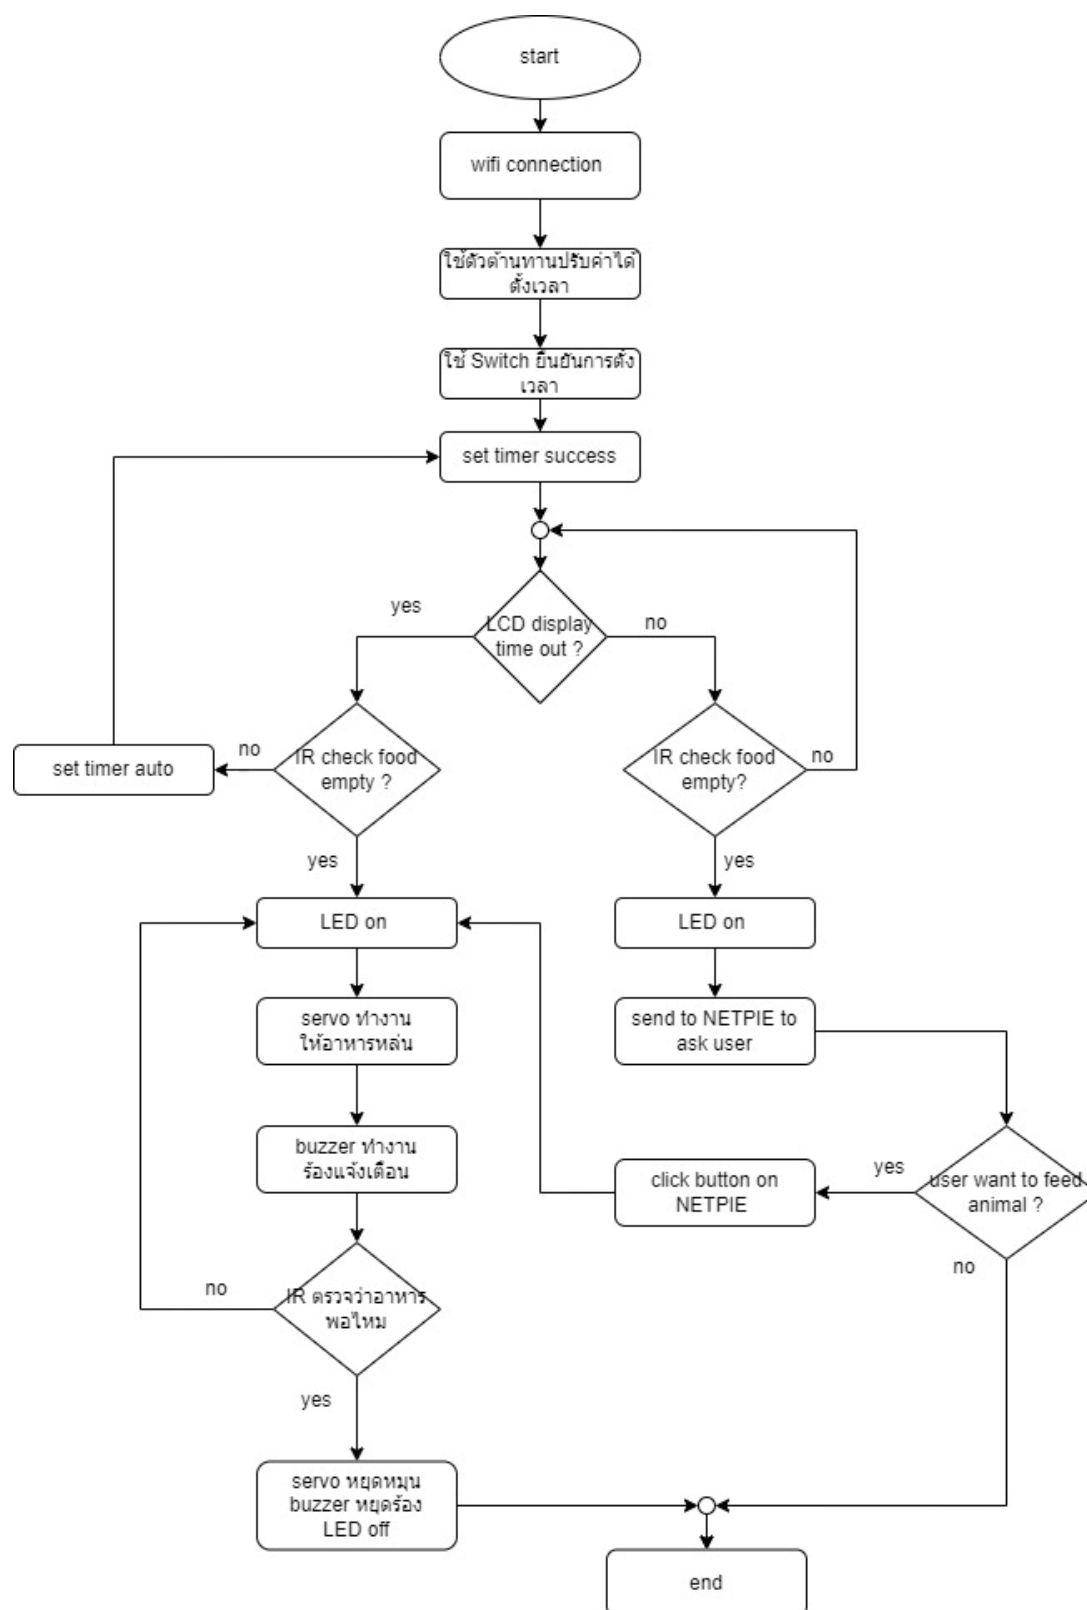 start
wifi connection
ใช้ตัวต้านทานปรับค่าได้
ตั้งเวลา
ใช้ Switch ยืนยันการตั้ง
เวลา
set timer success
LCD display
time out ?
yes
no
IR check food
empty ?
no
set timer auto
IR check food
empty?
no
yes
yes
LED on
LED on
servo ทำงาน
ให้อาหารหล่น
send to NETPIE to
ask user
buzzer ทำงาน
ร้องแจ้งเตือน
click button on
NETPIE
yes
user want to feed
animal ?
no
no
IR ตรวจว่าอาหาร
พอไหม
yes
servo หยุดหมุน
buzzer หยุดร้อง
LED off
end